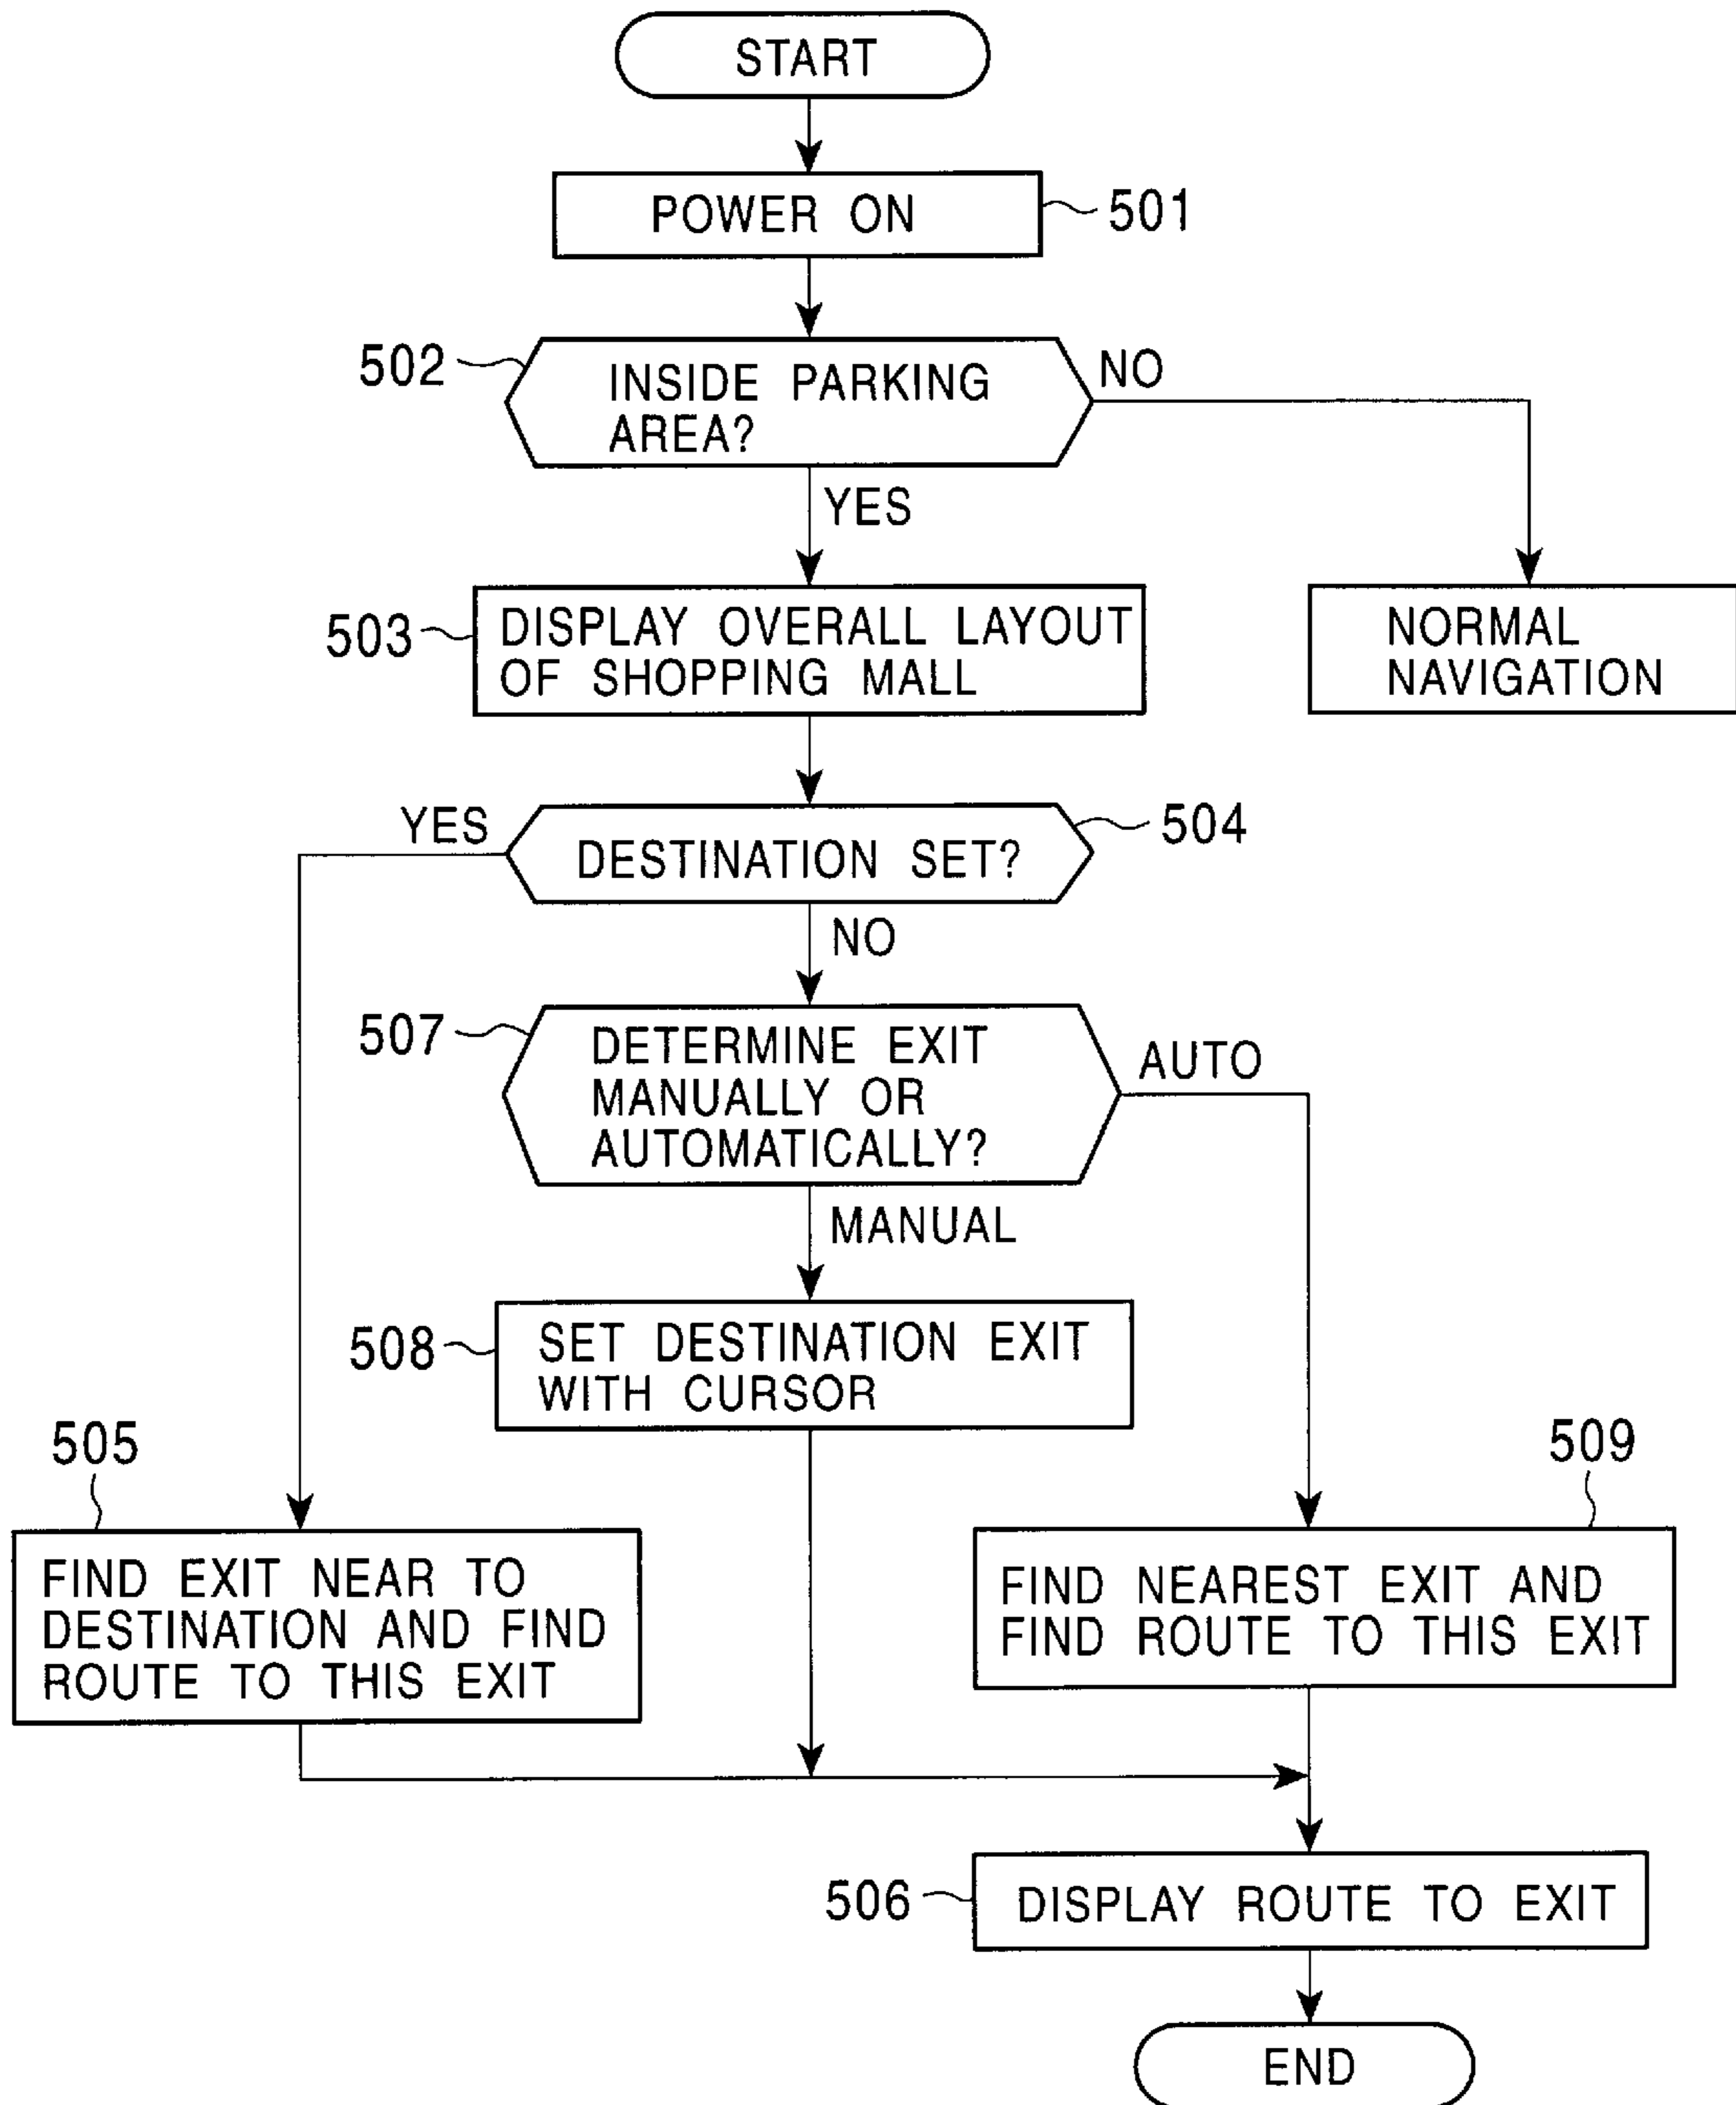 START
POWER ON
501
502
INSIDE PARKING
AREA?
NO
YES
503
DISPLAY OVERALL LAYOUT
OF SHOPPING MALL
NORMAL
NAVIGATION
YES
504
DESTINATION SET?
NO
507
DETERMINE EXIT
MANUALLY OR
AUTOMATICALLY?
AUTO
MANUAL
508
SET DESTINATION EXIT
WITH CURSOR
505
FIND EXIT NEAR TO
DESTINATION AND FIND
ROUTE TO THIS EXIT
509
FIND NEAREST EXIT AND
FIND ROUTE TO THIS EXIT
506
DISPLAY ROUTE TO EXIT
END